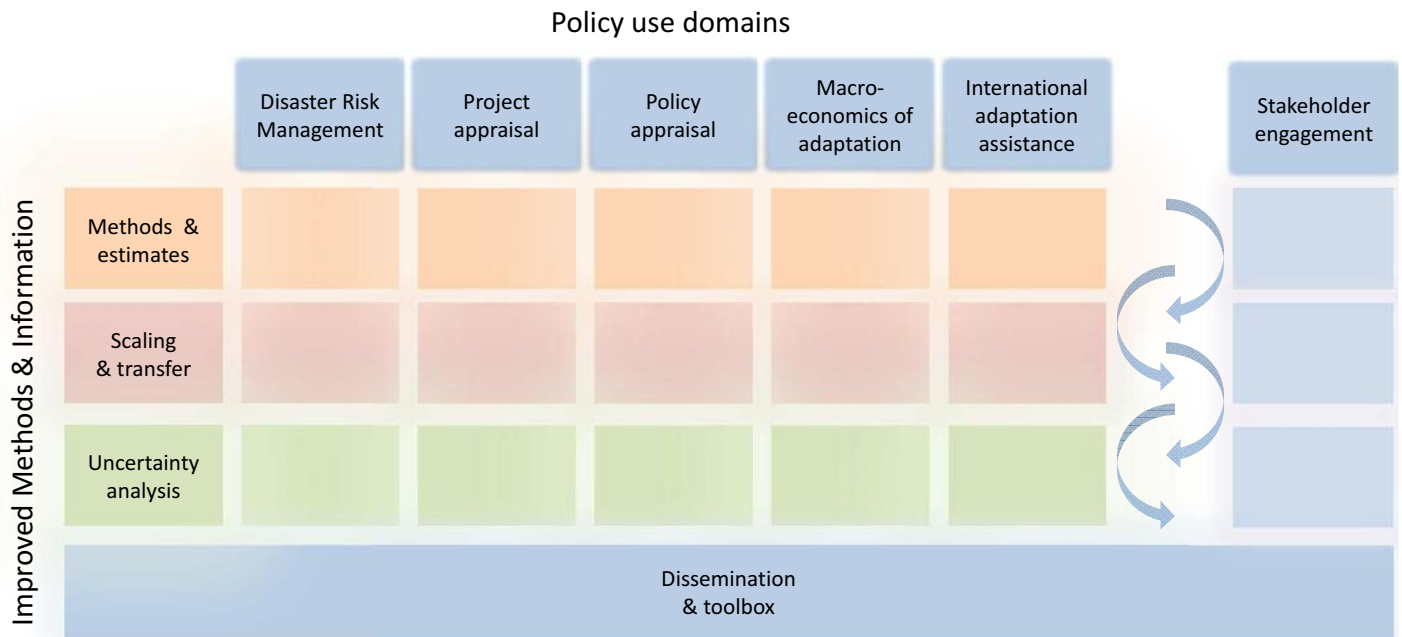 Policy use domains
Disaster Risk
Management
Project
appraisal
Policy
appraisal
Macro-
economics of
adaptation
International
adaptation
assistance
Stakeholder
engagement
Improved Methods & Information
Methods &
estimates
Scaling
& transfer
Uncertainty
analysis
Dissemination
& toolbox